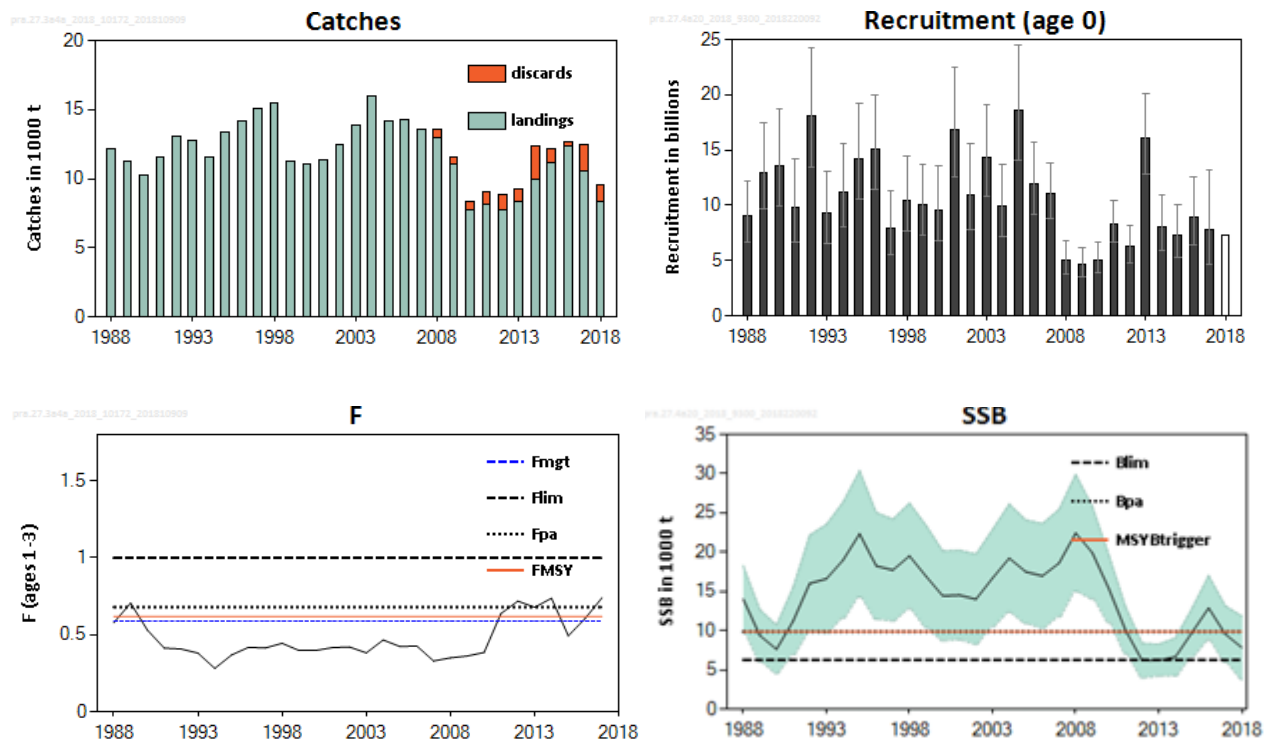 Catches
20
15
10
5
0
Catches in 1000 t
discards
landings
1988 1993 1998 2003 2008 2013 2018
Recruitment (age 0)
25
20
15
10
5
0
Recruitment in billions
1988 1993 1998 2003 2008 2013 2018
F
1.5
1
0.5
0
F (ages 1-3)
Fmgt
Flim
Fpa
FMSY
1988 1993 1998 2003 2008 2013 2018
SSB
35
30
25
20
15
10
5
0
SSB in 1000 t
Blim
Bpa
MSYBtrigger
1988 1993 1998 2003 2008 2013 2018